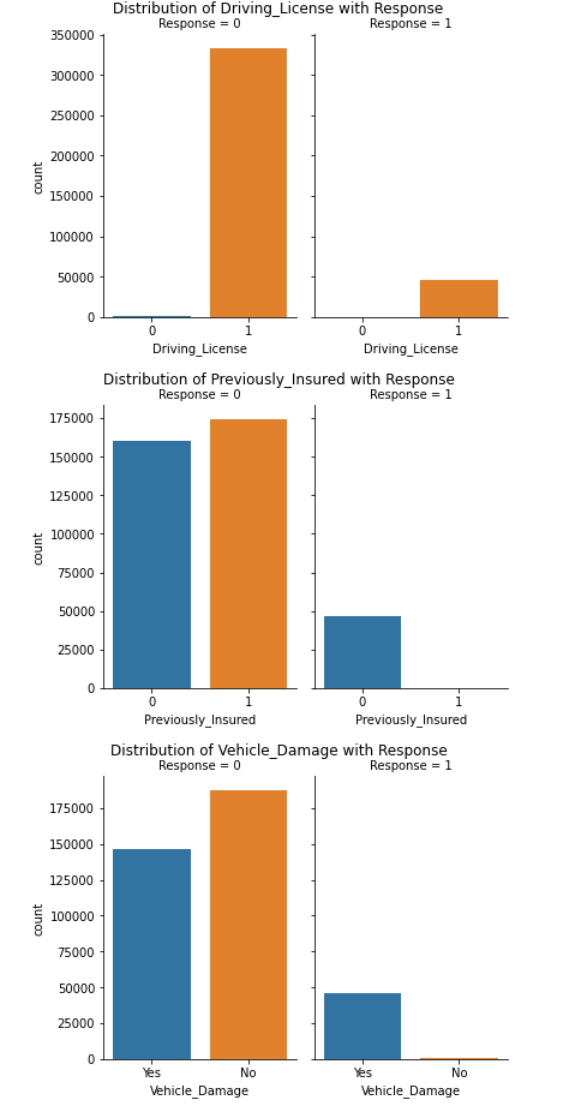 Distribution of Driving_License with Response
Response = 0 Response = 1
350000
300000
250000
200000
150000
100000
50000
0
count
0 1 0 1
Driving_License Driving_License
Distribution of Previously_Insured with Response
Response = 0 Response = 1
175000
150000
125000
100000
75000
50000
25000
0
count
0 1 0 1
Previously_Insured Previously_Insured
Distribution of Vehicle_Damage with Response
Response = 0 Response = 1
175000
150000
125000
100000
75000
50000
25000
0
count
Yes No Yes No
Vehicle_Damage Vehicle_Damage